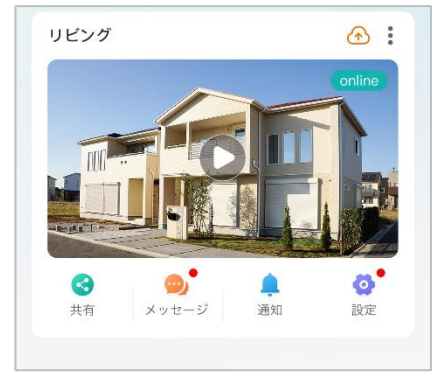 リビング
online
共有
メッセージ
通知
設定